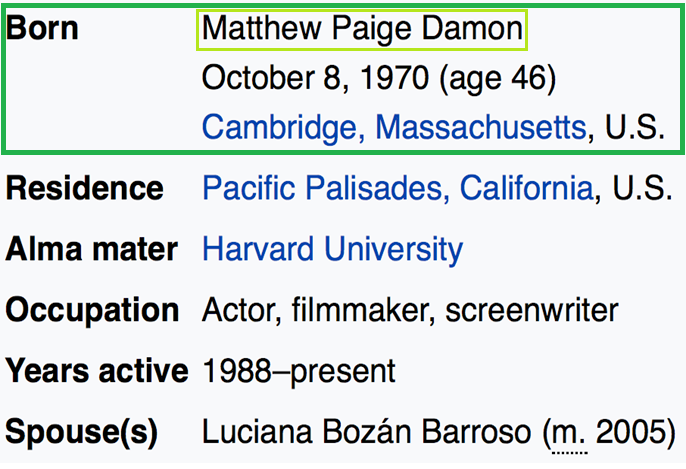 Born Matthew Paige Damon
October 8, 1970 (age 46)
Cambridge, Massachusetts, U.S.
Residence Pacific Palisades, California, U.S.
Alma mater Harvard University
Occupation Actor, filmmaker, screenwriter
Years active 1988–present
Spouse(s) Luciana Bozán Barroso (m. 2005)